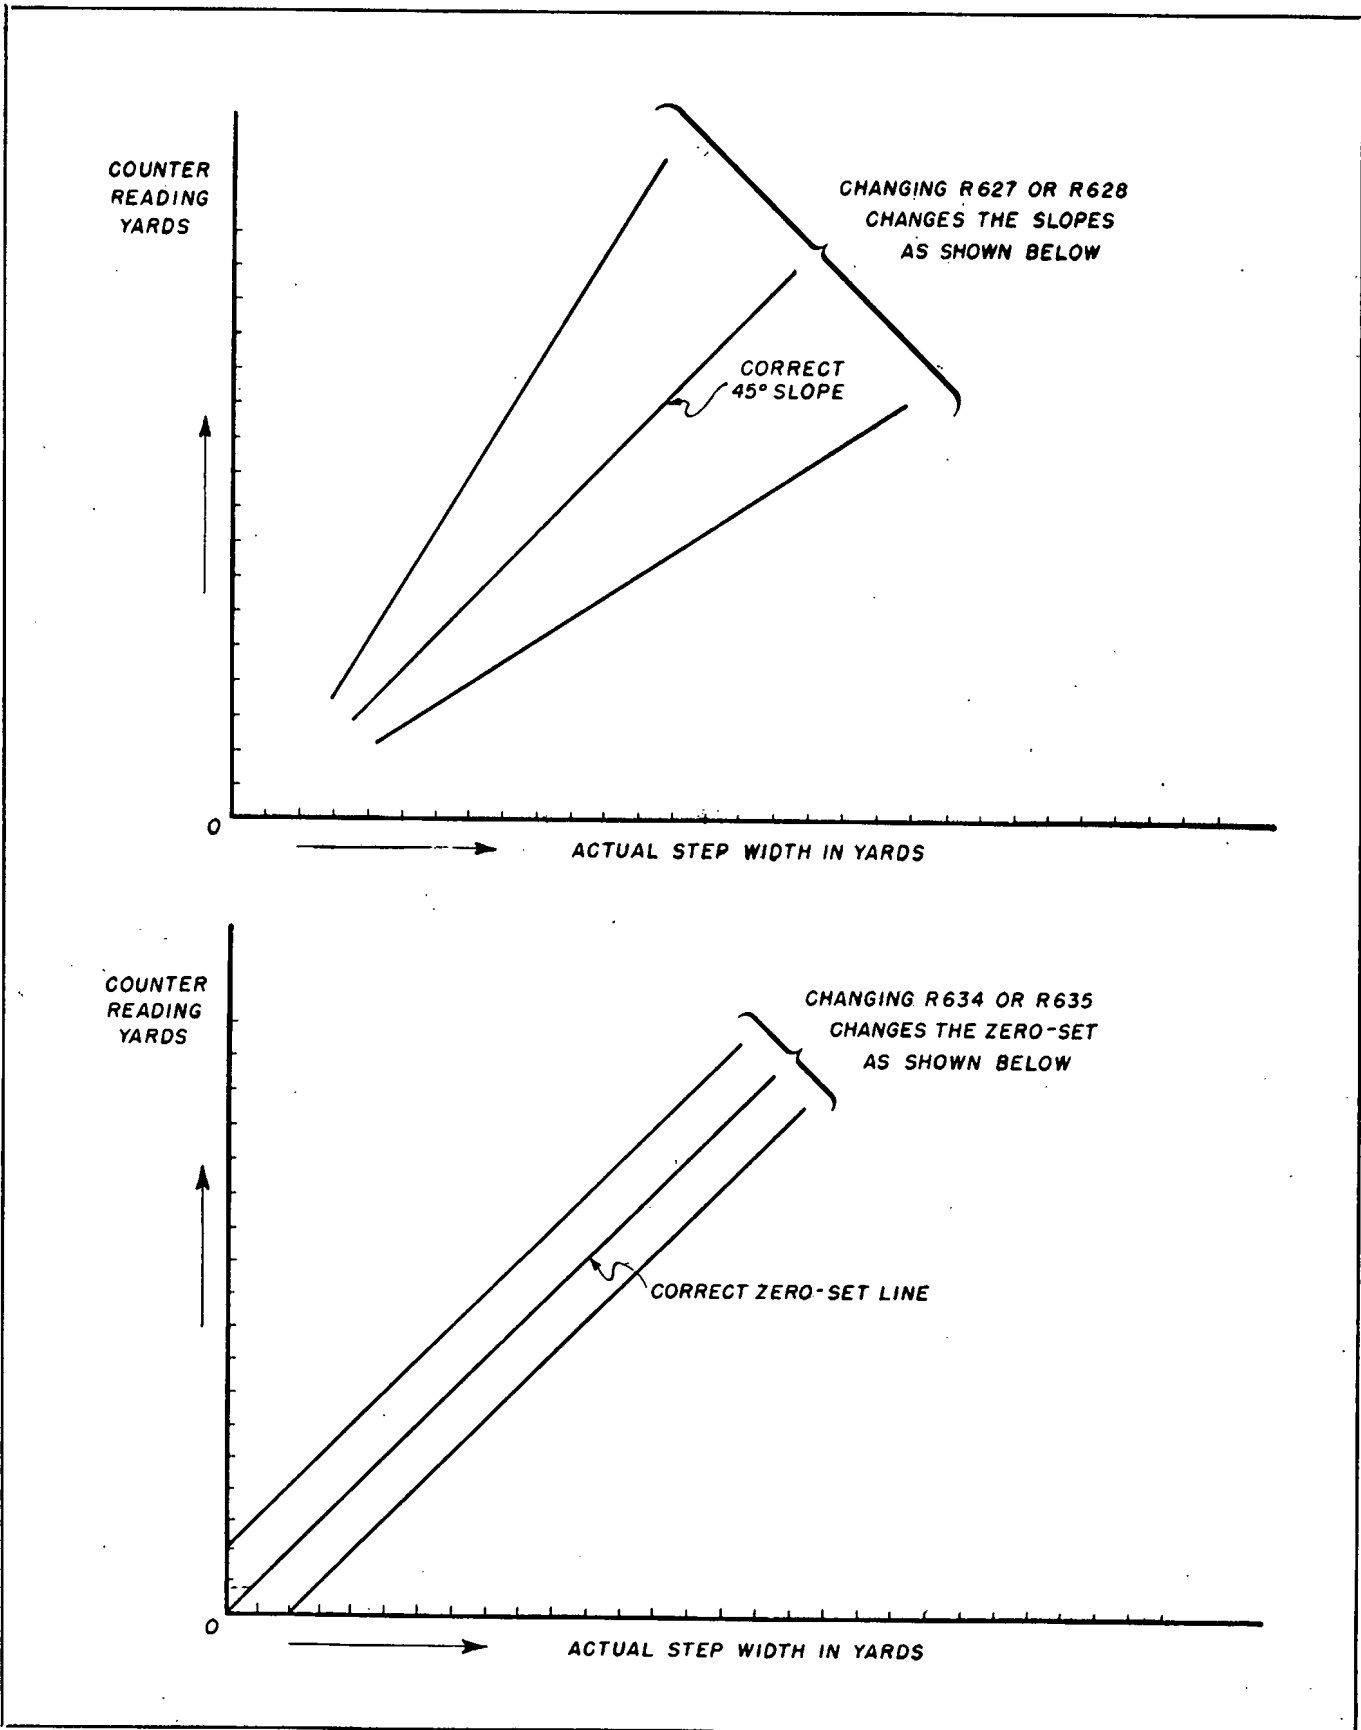 COUNTER
READING
YARDS
CHANGING R627 OR R628
CHANGES THE SLOPES
AS SHOWN BELOW
CORRECT
45° SLOPE
0
ACTUAL STEP WIDTH IN YARDS
COUNTER
READING
YARDS
CHANGING R634 OR R635
CHANGES THE ZERO-SET
AS SHOWN BELOW
CORRECT ZERO-SET LINE
0
ACTUAL STEP WIDTH IN YARDS